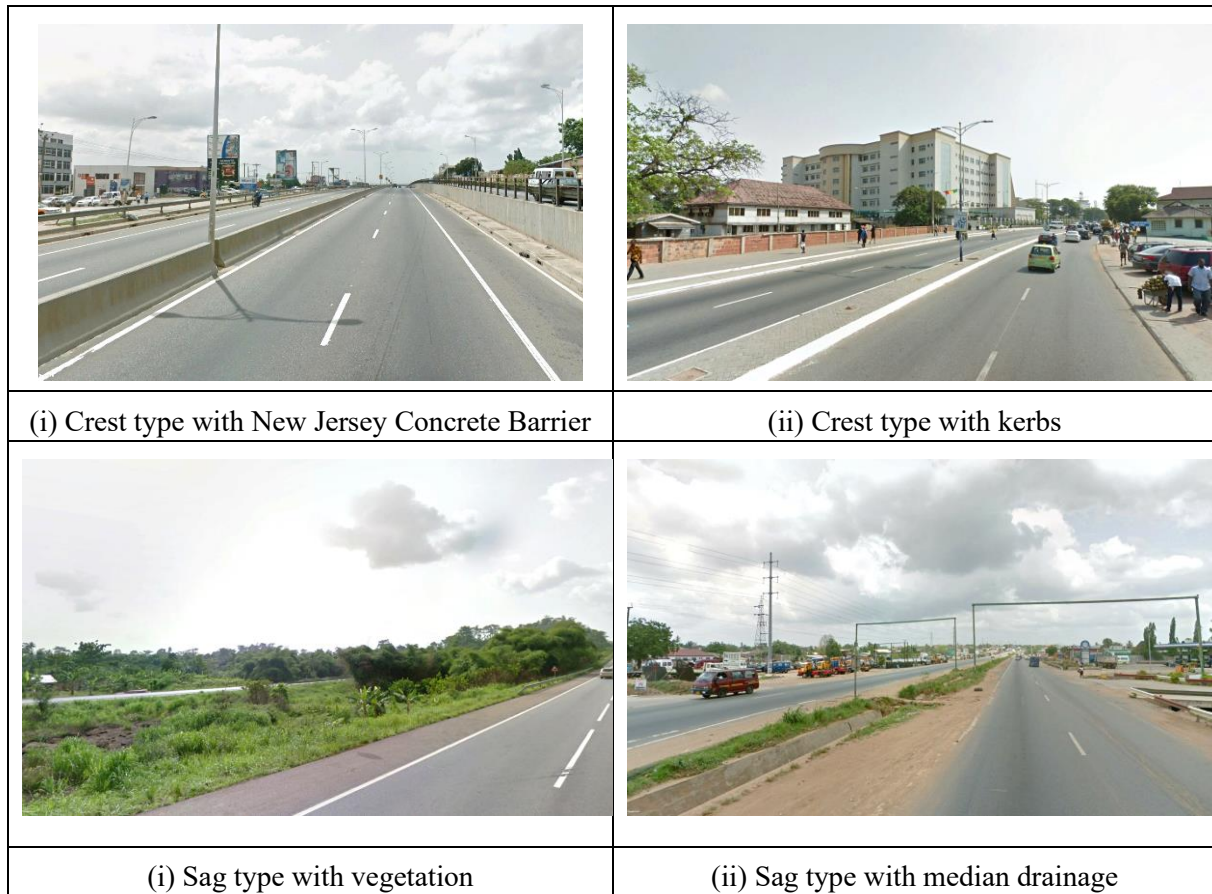 (i) Crest type with New Jersey Concrete Barrier
(ii) Crest type with kerbs
(i) Sag type with vegetation
(ii) Sag type with median drainage